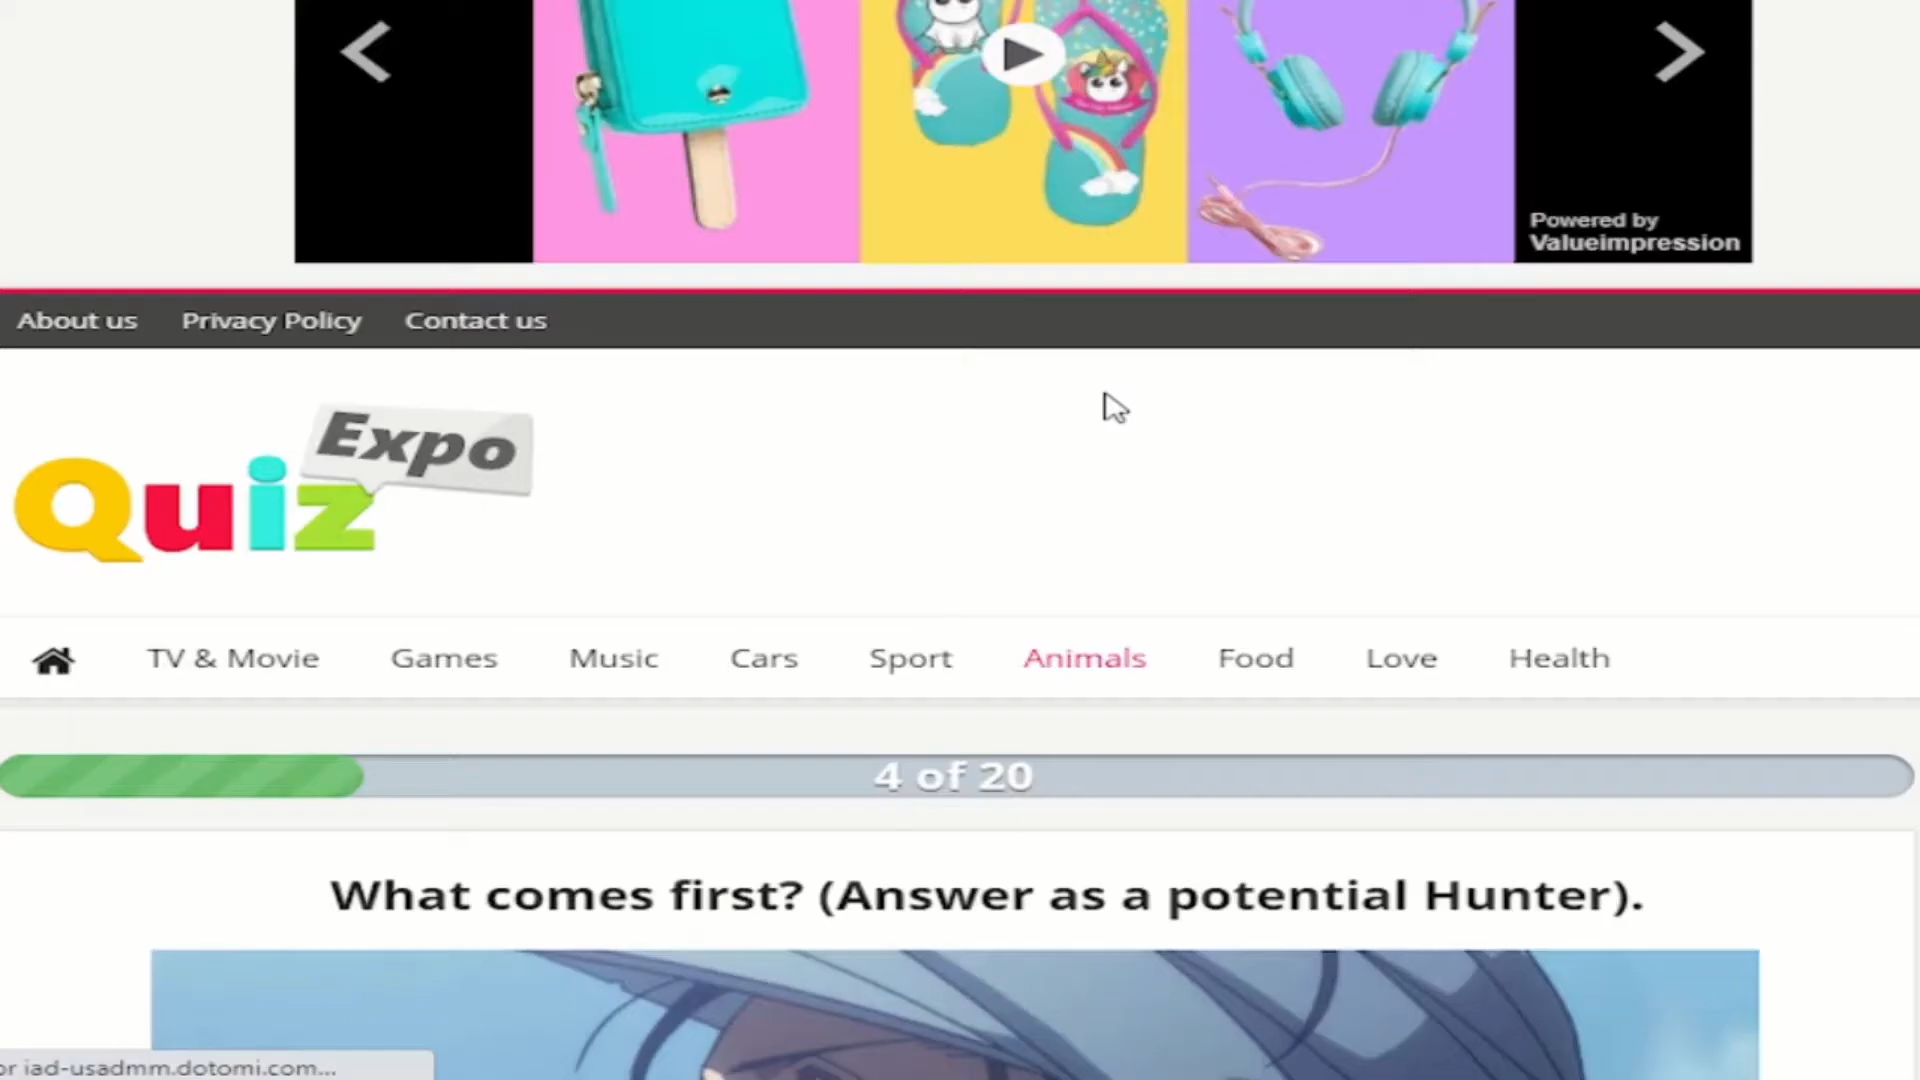 Powered by
Valueimpression
About us Privacy Policy Contact us
Expo
Quiz
TV & Movie Games Music Cars Sport Animals Food Love Health
4 of 20
What comes first? (Answer as a potential Hunter).
or iad-usadmm.dotomi.com...